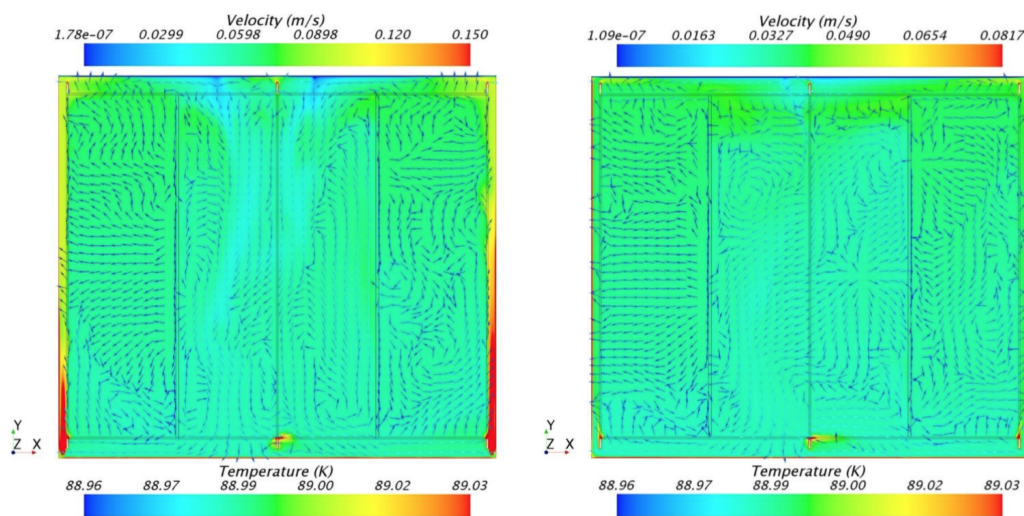 Velocity (m/s)
1.78e-07 0.0299 0.0598 0.0898 0.120 0.150
Y
Z X
Temperature (K)
88.96 88.97 88.99 89.00 89.02 89.03
Velocity (m/s)
1.09e-07 0.0163 0.0327 0.0490 0.0654 0.0817
Y
Z X
Temperature (K)
88.96 88.97 88.99 89.00 89.02 89.03